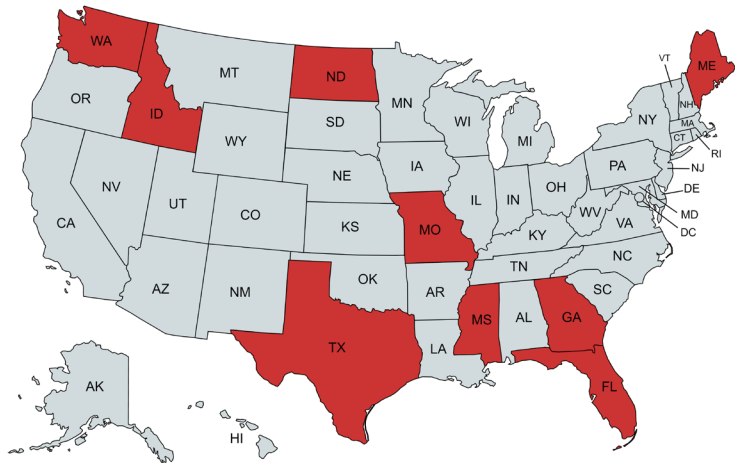 WA
MT
ND
MN
VT
ME
OR
ID
WY
SD
WI
MI
NY
NH
MA
CT
RI
NV
UT
CO
NE
IA
IL
IN
OH
PA
NJ
DE
MD
DC
CA
AZ
NM
KS
MO
KY
WV
VA
OK
AR
TN
NC
SC
TX
LA
MS
AL
GA
FL
AK
HI